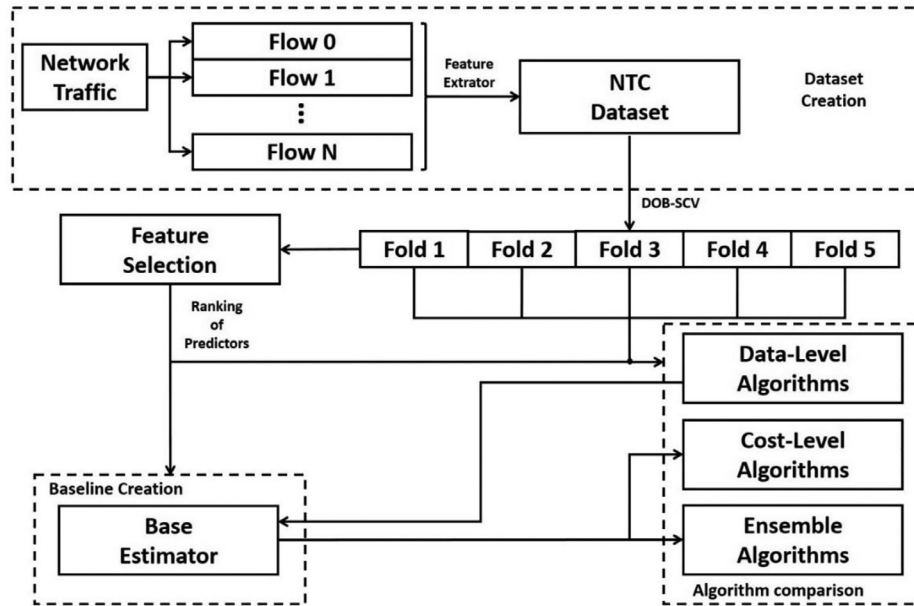 Network
Traffic
Flow 0
Flow 1
⋮
Flow N
Feature
Extrator
NTC
Dataset
Dataset
Creation
DOB-SCV
Feature
Selection
Fold 1
Fold 2
Fold 3
Fold 4
Fold 5
Ranking
of
Predictors
Data-Level
Algorithms
Cost-Level
Algorithms
Ensemble
Algorithms
Algorithm comparison
Baseline Creation
Base
Estimator